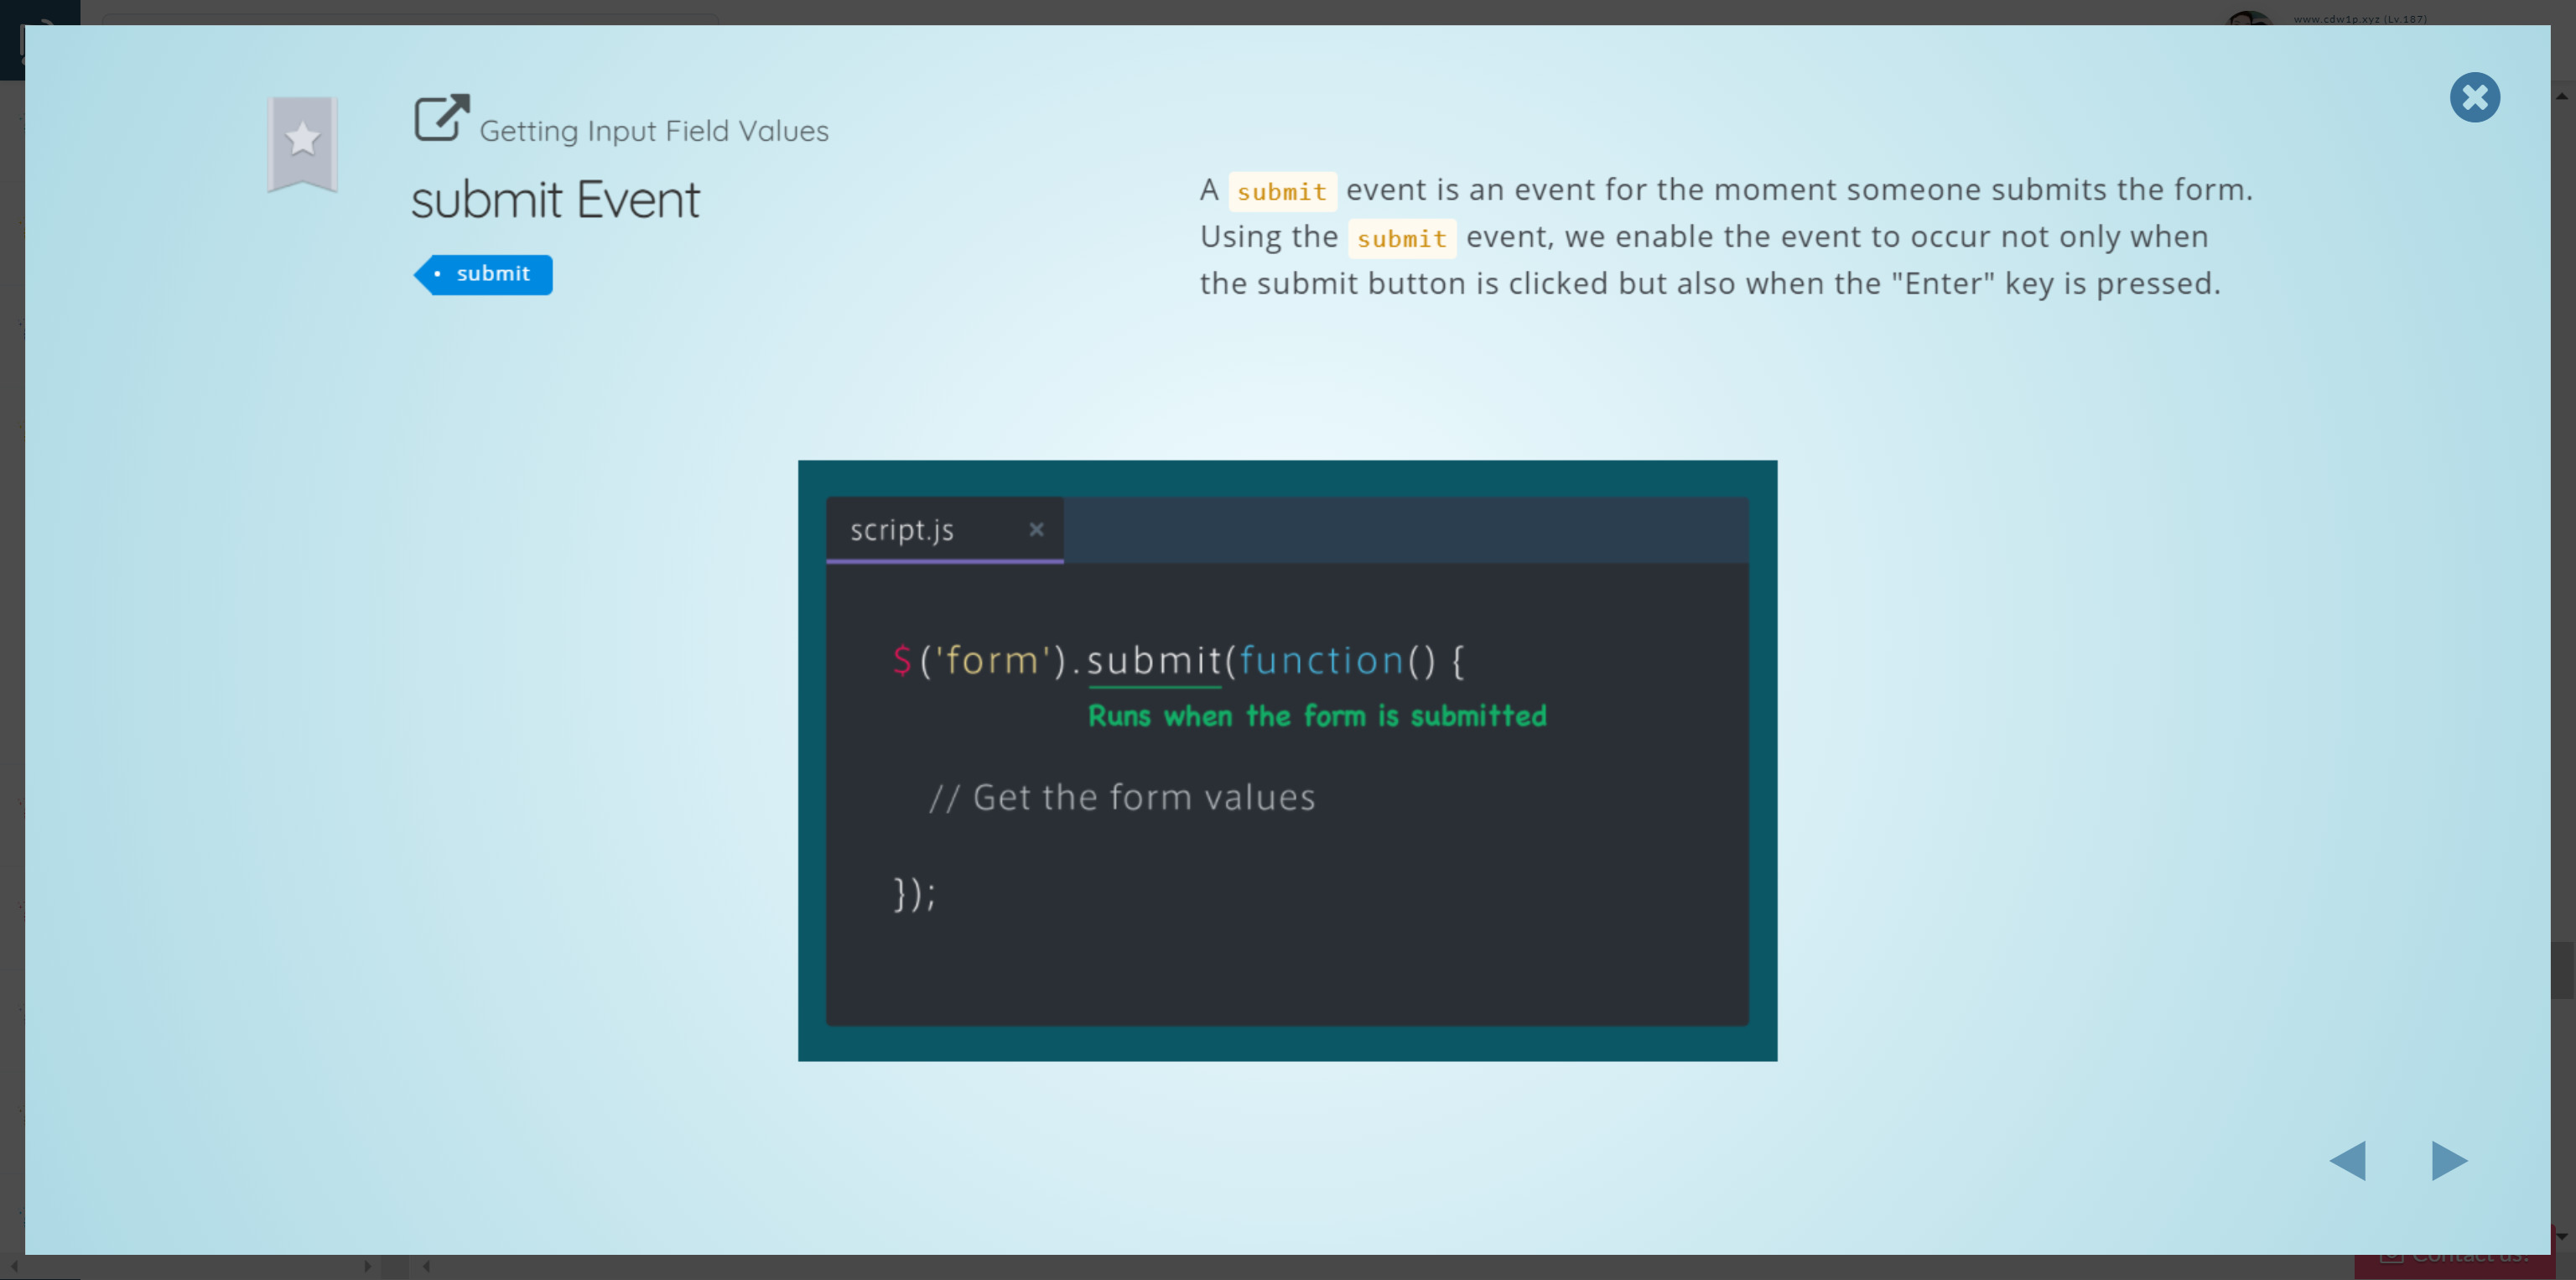 www.cdw1p.xyz (Lv.187)
Getting Input Field Values
submit Event
submit
A submit event is an event for the moment someone submits the form.
Using the submit event, we enable the event to occur not only when
the submit button is clicked but also when the "Enter" key is pressed.
script.js
$('form').submit(function() {
Runs when the form is submitted
// Get the form values
});
Contact us!